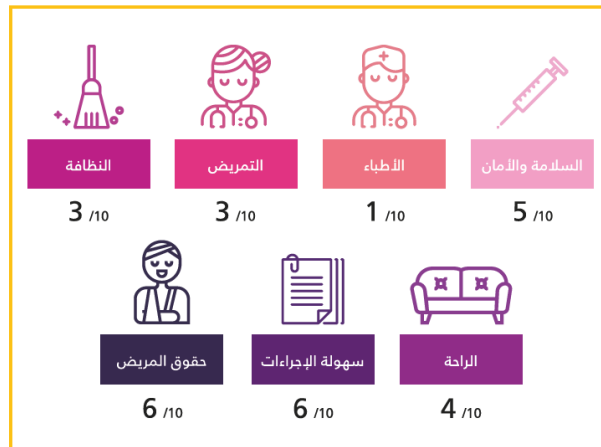 السلامة والأمان الأطباء التمريض النظافة
5 /10 1 /10 3 /10 3 /10
الراحة سهولة الإجراءات حقوق المريض
4 /10 6 /10 6 /10